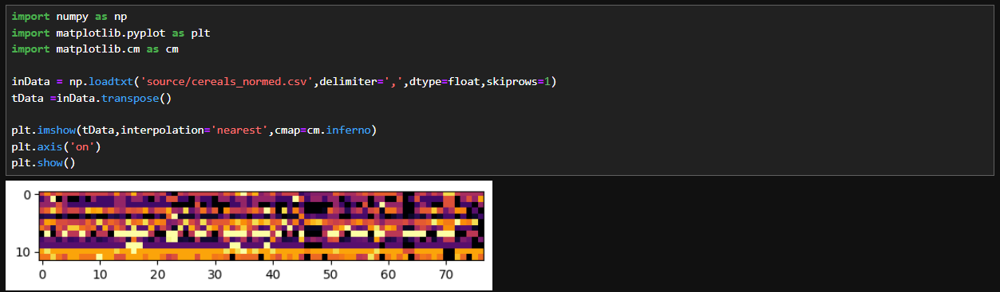 import numpy as np
import matplotlib.pyplot as plt
import matplotlib.cm as cm
inData = np.loadtxt('source/cereals_normed.csv',delimiter=',',dtype=float,skiprows=1)
tData =inData.transpose()
plt.imshow(tData,interpolation='nearest',cmap=cm.inferno)
plt.axis('on')
plt.show()
0
10
0 10 20 30 40 50 60 70